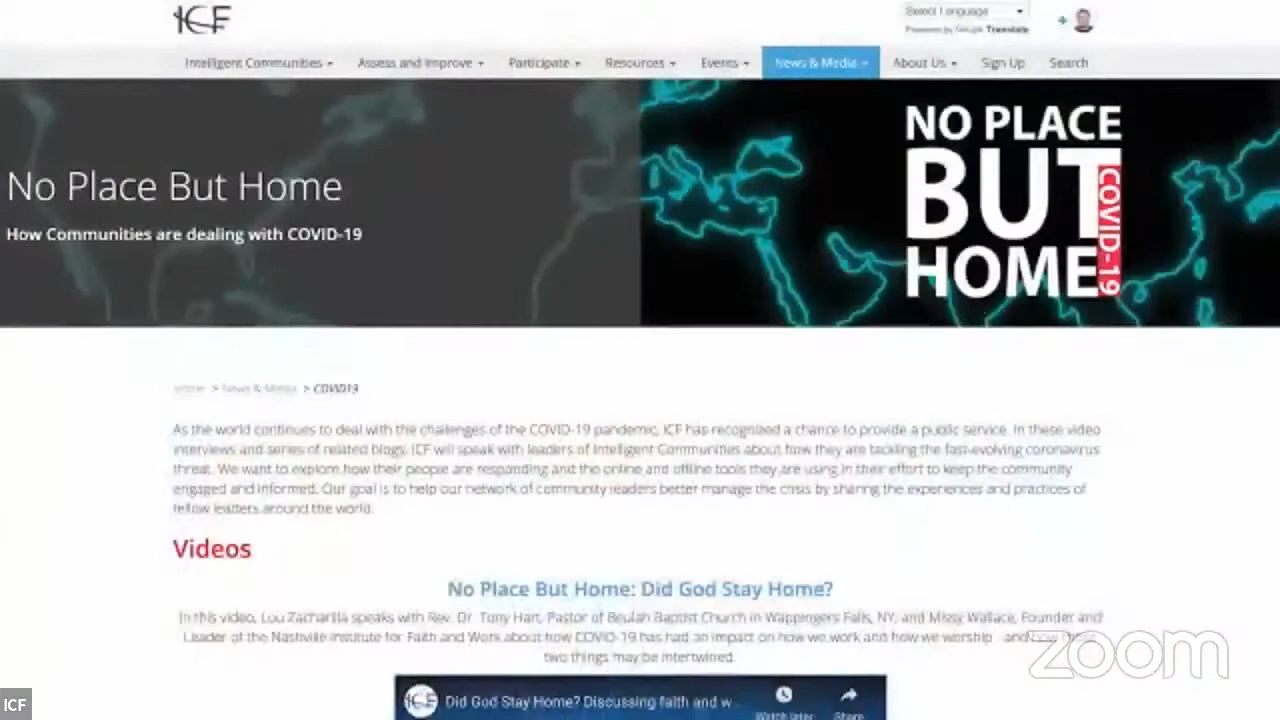 ICF
Select Language
Powered by Google Translate
Intelligent Communities Assess and Improve Participate Resources Events News & Media About Us Sign Up Search
No Place But Home
How Communities are dealing with COVID-19
NO PLACE
BUT
HOME
COVID-19
Home > News & Media > COVID19
As the world continues to deal with the challenges of the COVID-19 pandemic, ICF has recognized a chance to provide a public service. In these video
interviews and series of related blogs, ICF will speak with leaders of Intelligent Communities about how they are tackling the fast-evolving coronavirus
threat. We want to explore how their people are responding and the online and offline tools they are using in their effort to keep the community
engaged and informed. Our goal is to help our network of community leaders better manage the crisis by sharing the experiences and practices of
fellow leaders around the world.
Videos
No Place But Home: Did God Stay Home?
In this video, Lou Zacharilla speaks with Rev. Dr. Tony Hart, Pastor of Beulah Baptist Church in Wappingers Falls, NY, and Missy Wallace, Founder and
Leader of the Nashville Institute for Faith and Work about how COVID-19 has had an impact on how we work and how we worship - and how these
two things may be intertwined.
zoom
ICF Did God Stay Home? Discussing faith and w...
Watch later Share
ICF